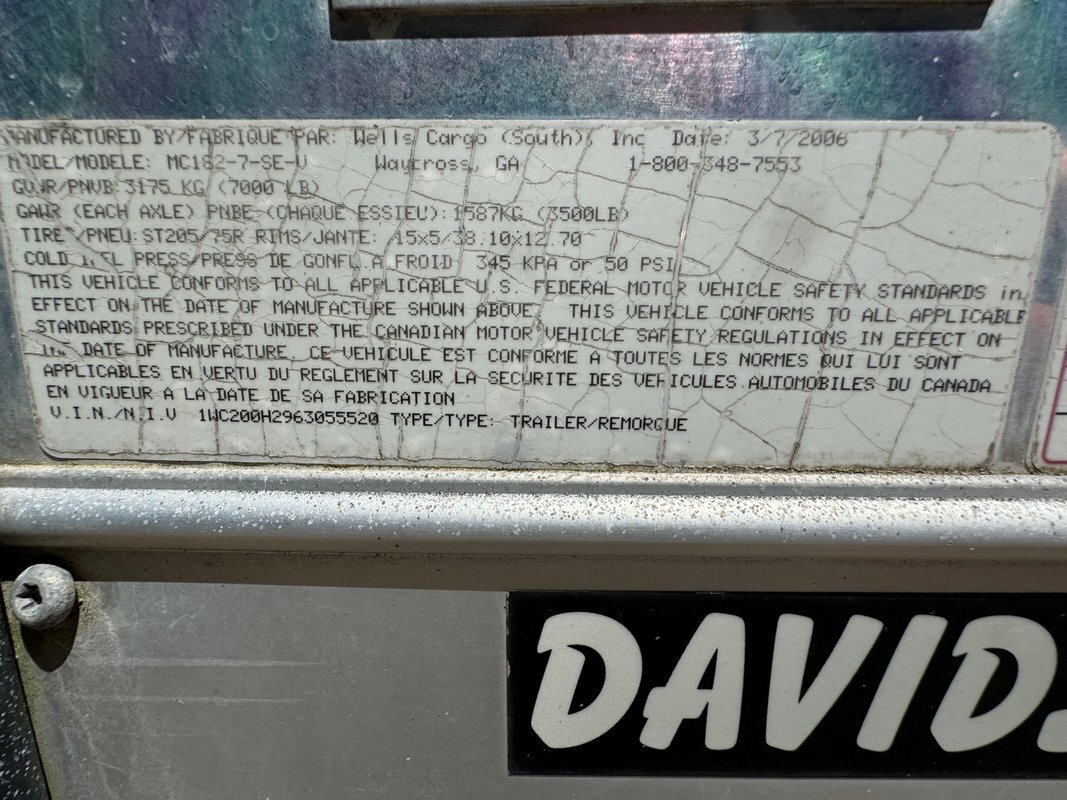 MANUFACTURED BY/FABRIQUE PAR: Wells Cargo (South), Inc Date: 3/7/2006
MODEL/MODELE: MC182-7-SE-V Waycross, GA 1-800-348-7553
GVWR/PNVB: 3175 KG (7000 LB)
GAWR (EACH AXLE) PNBE (CHAQUE ESSIEU): 1587KG (3500LB)
TIRE/PNEU: ST205/75R RIMS/JANTE: 15x5/38.10x12.70
COLD PRESS/PRESS DE GONFL A FROID 345 KPA or 50 PSI
THIS VEHICLE CONFORMS TO ALL APPLICABLE U.S. FEDERAL MOTOR VEHICLE SAFETY STANDARDS in
EFFECT ON THE DATE OF MANUFACTURE SHOWN ABOVE THIS VEHICLE CONFORMS TO ALL APPLICABLE
STANDARDS PRESCRIBED UNDER THE CANADIAN MOTOR VEHICLE SAFETY REGULATIONS IN EFFECT ON
DATE OF MANUFACTURE. CE VEHICULE EST CONFORME A TOUTES LES NORMES QUI LUI SONT
APPLICABLES EN VERTU DU REGLEMENT SUR LA SECURITE DES VEHICULES AUTOMOBILES DU CANADA
EN VIGUEUR A LA DATE DE SA FABRICATION
V.I.N./N.I.V 1WC200H2963055520 TYPE/TYPE: TRAILER/REMORQUE
DAVID.